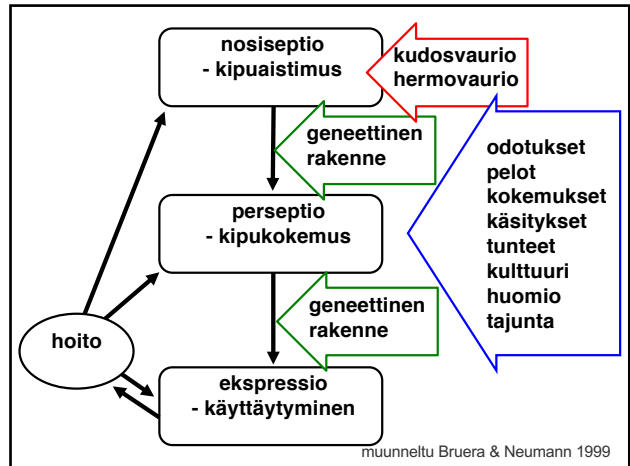 nosiseptio
- kipuaistimus
kudosvaurio
hermovaurio
geneettinen
rakenne
odotukset
pelot
kokemukset
käsitykset
tunteet
kulttuuri
huomio
tajunta
perseptio
- kipukokemus
geneettinen
rakenne
hoito
ekspressio
- käyttäytyminen
muunneltu Bruera & Neumann 1999